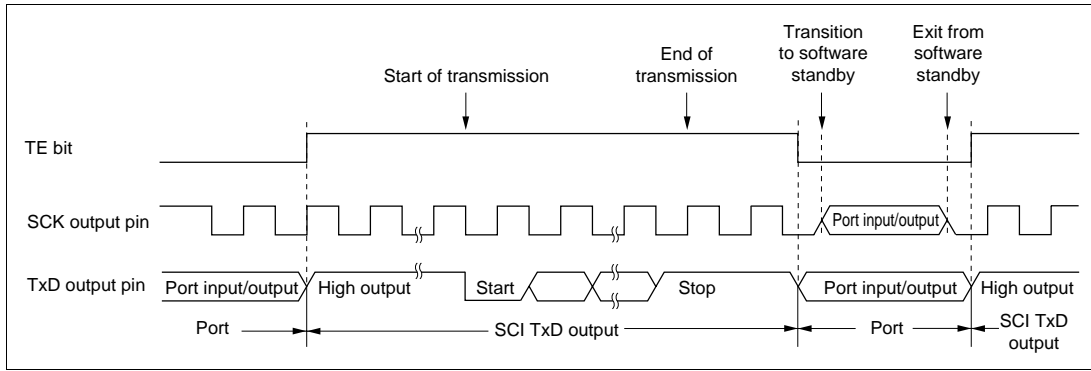 Transition
to software
standby
Exit from
software
standby
End of
transmission
Start of transmission
TE bit
SCK output pin
Port input/output
TxD output pin
Port input/output
High output
Start
Stop
Port input/output
High output
Port
SCI TxD output
Port
SCI TxD
output